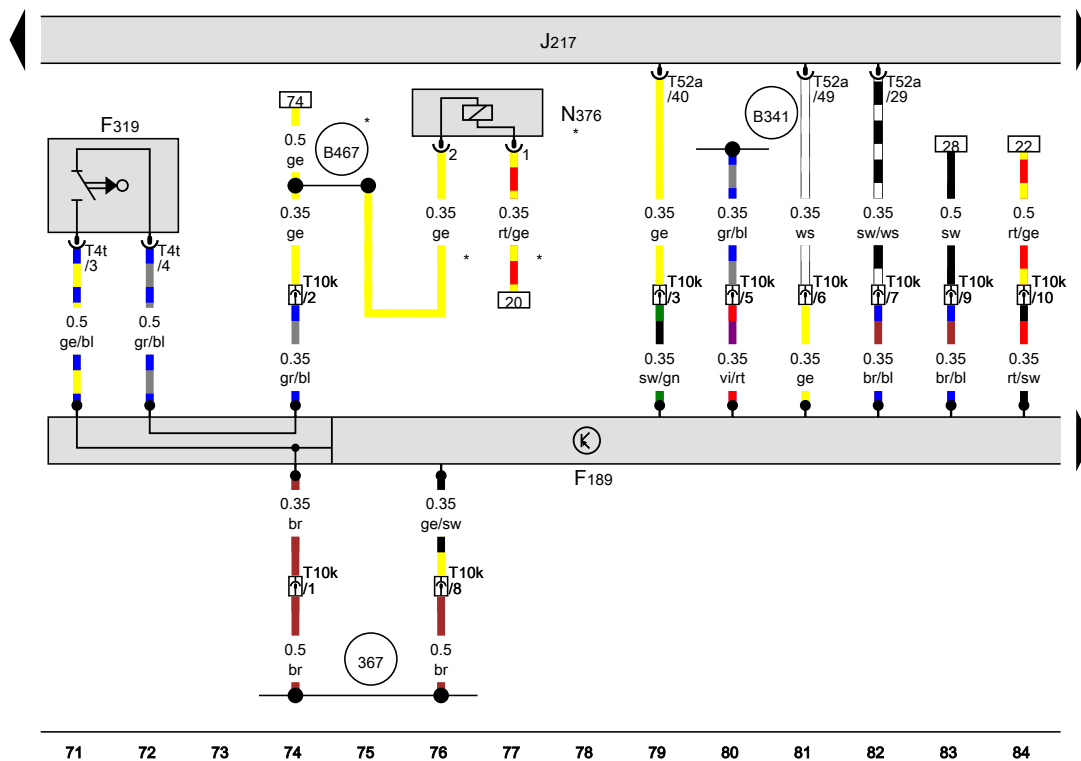 J217
T52a
/40
T52a
/49
T52a
/29
74
F319
N376
*
*
B467
B341
28
22
2
1
0.5
ge
T4t
/3
T4t
/4
0.35
ge
0.35
ge
0.35
rt/ge
0.35
ge
0.35
gr/bl
0.35
ws
0.35
sw/ws
0.5
sw
0.5
rt/ge
*
*
20
T10k
/2
T10k
/3
T10k
/5
T10k
/6
T10k
/7
T10k
/9
T10k
/10
0.5
ge/bl
0.5
gr/bl
0.35
gr/bl
0.35
sw/gn
0.35
vi/rt
0.35
ge
0.35
br/bl
0.35
br/bl
0.35
rt/sw
F189
0.35
br
0.35
ge/sw
T10k
/1
T10k
/8
0.5
br
367
0.5
br
71 72 73 74 75 76 77 78 79 80 81 82 83 84